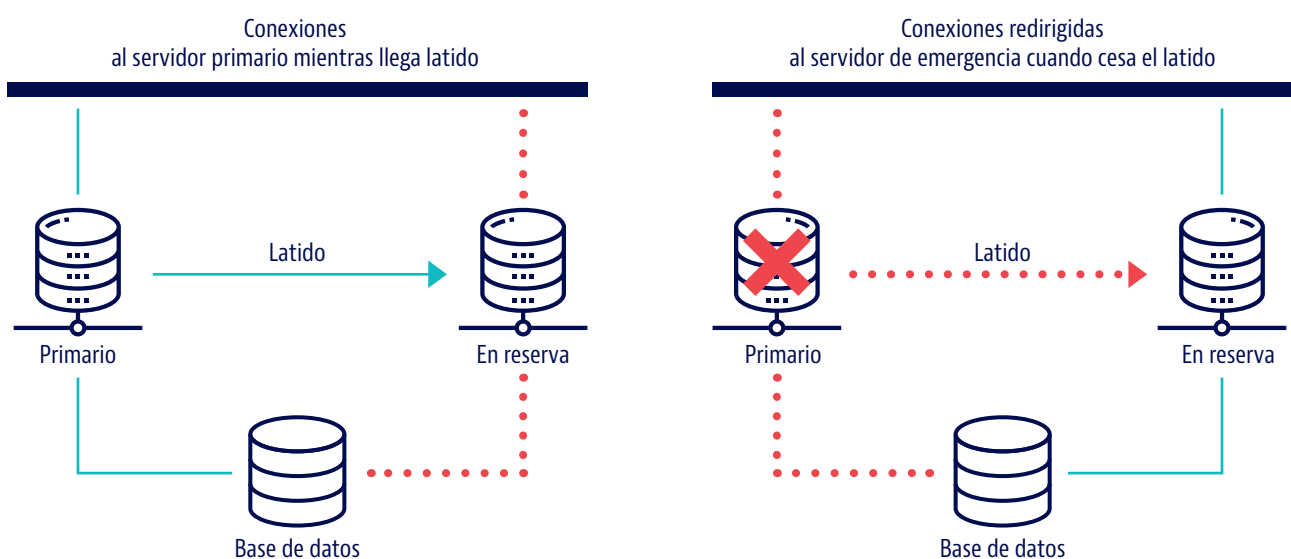 Conexiones
al servidor primario mientras llega latido
Latido
Primario
En reserva
Base de datos
Conexiones redirigidas
al servidor de emergencia cuando cesa el latido
Latido
Primario
En reserva
Base de datos